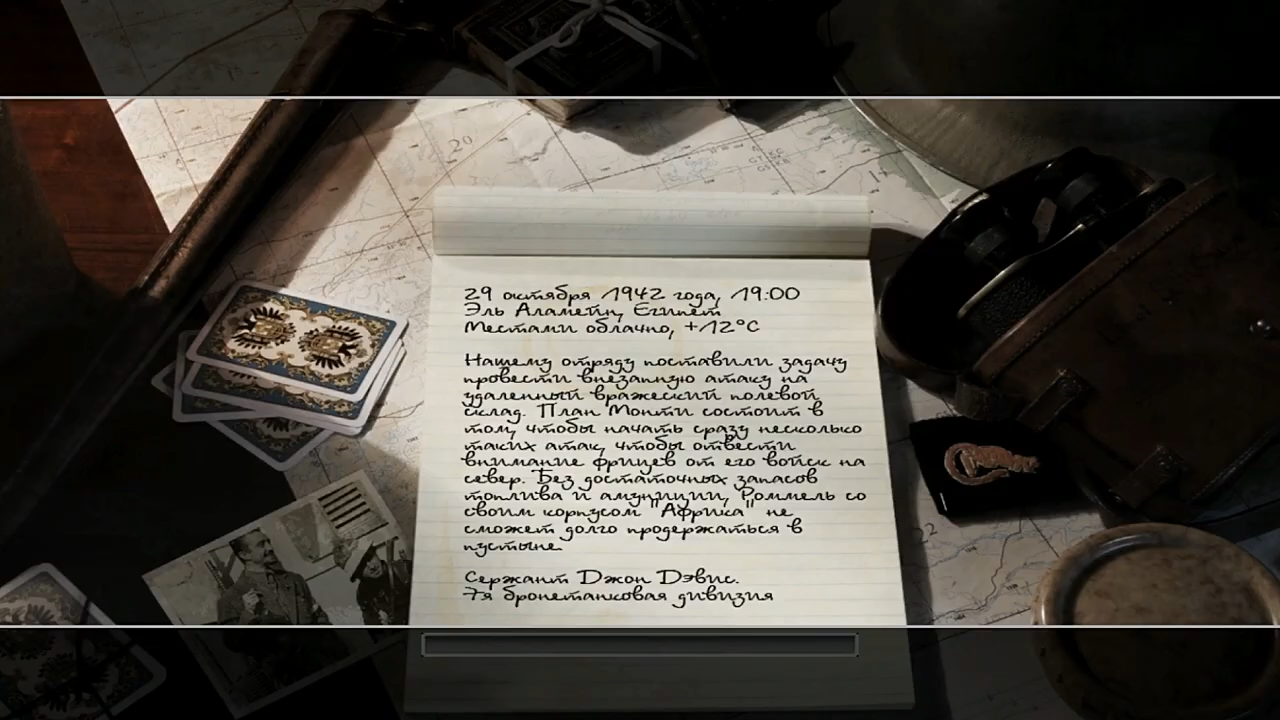 29 октября 1942 года, 19:00
Эль Аламейн, Египет
Местами облачно, +12°C
Нашему отряду поставили задачу
провести внезапную атаку на
удаленный вражеский полевой
склад. План Монти состоит в
том, чтобы начать сразу несколько
таких атак, чтобы отвести
внимание фрицев от его войск на
север. Без достаточных запасов
топлива и амуниции, Роммель со
своим корпусом "Африка" не
сможет долго продержаться в
пустыне.
Сержант Джон Дэвис.
7я бронетанковая дивизия
20
22